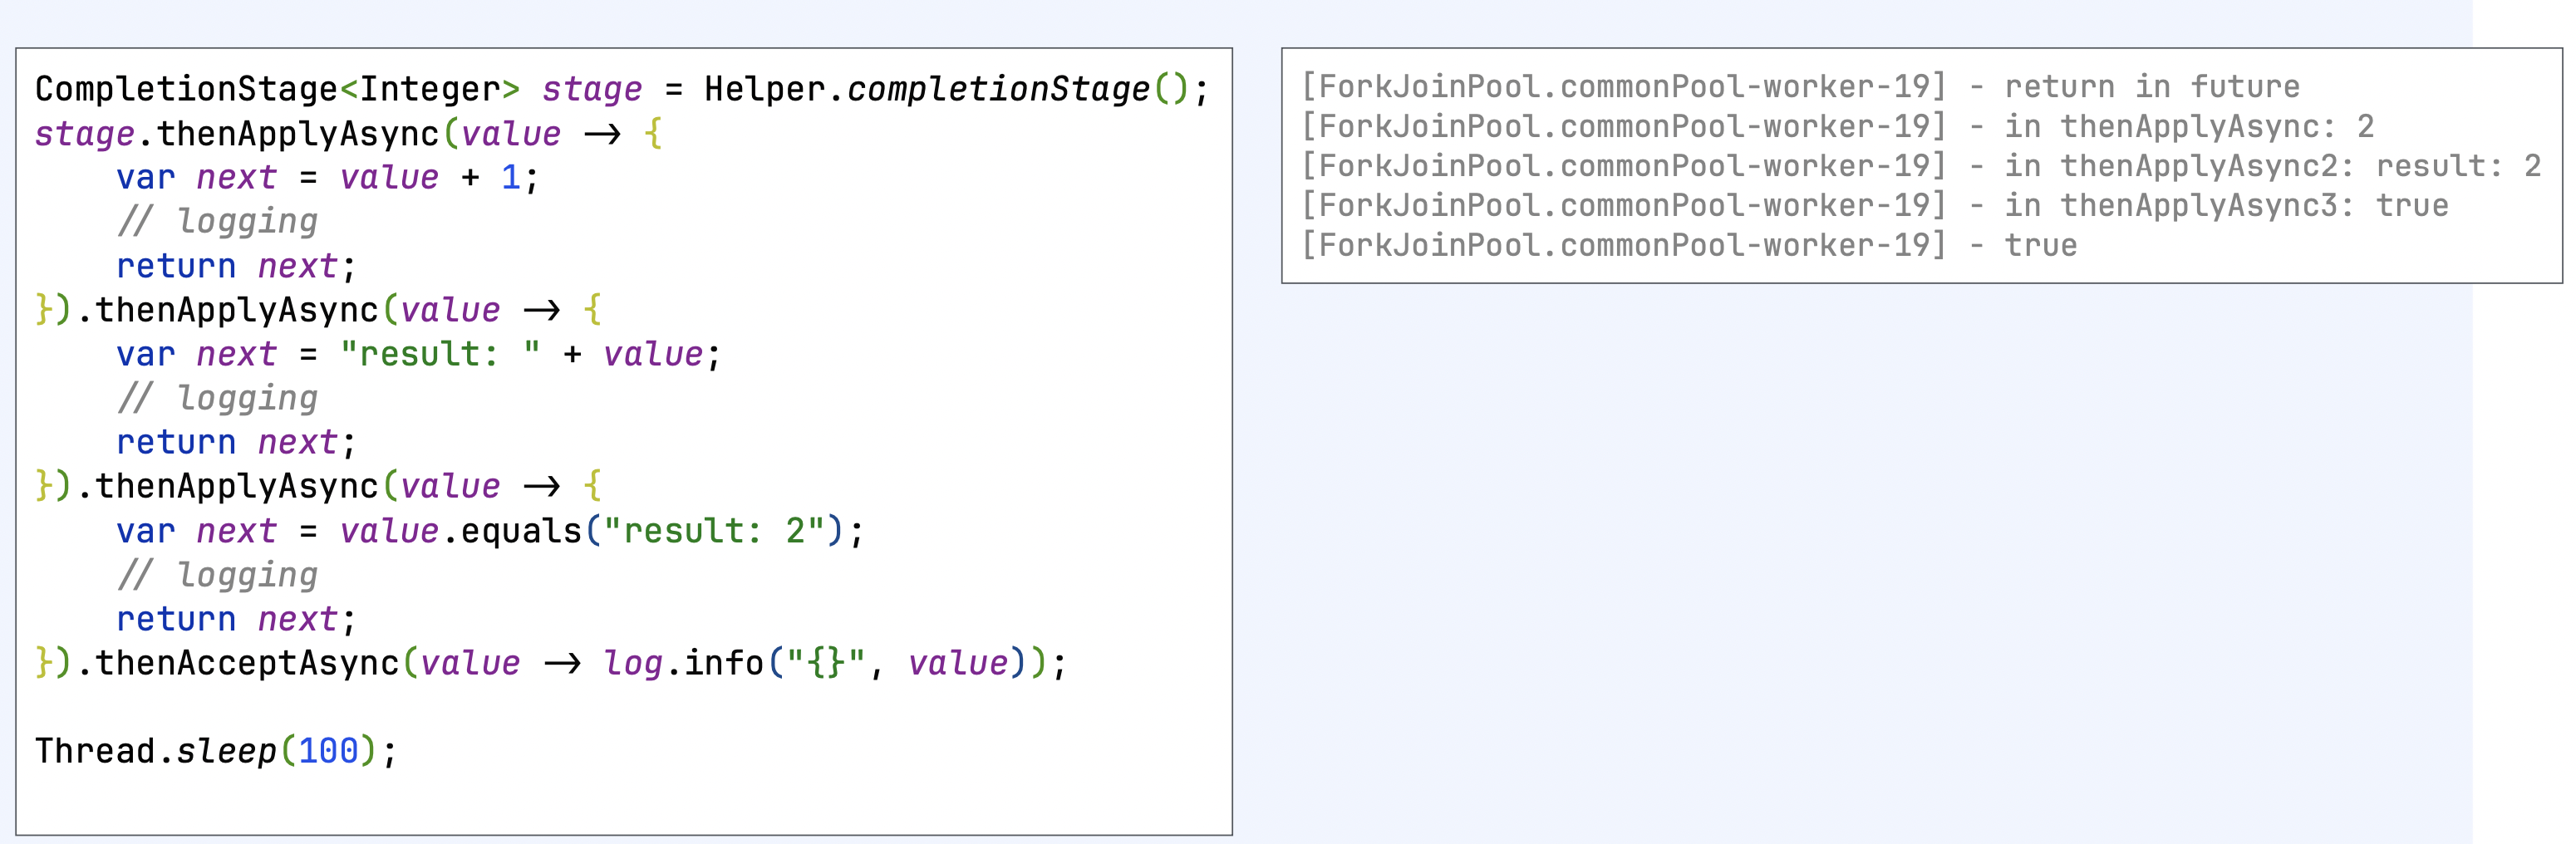 CompletionStage<Integer> stage = Helper.completionStage();
stage.thenApplyAsync(value -> {
    var next = value + 1;
    // logging
    return next;
}).thenApplyAsync(value -> {
    var next = "result: " + value;
    // logging
    return next;
}).thenApplyAsync(value -> {
    var next = value.equals("result: 2");
    // logging
    return next;
}).thenAcceptAsync(value -> log.info("{}", value));
Thread.sleep(100);
[ForkJoinPool.commonPool-worker-19] - return in future
[ForkJoinPool.commonPool-worker-19] - in thenApplyAsync: 2
[ForkJoinPool.commonPool-worker-19] - in thenApplyAsync2: result: 2
[ForkJoinPool.commonPool-worker-19] - in thenApplyAsync3: true
[ForkJoinPool.commonPool-worker-19] - true